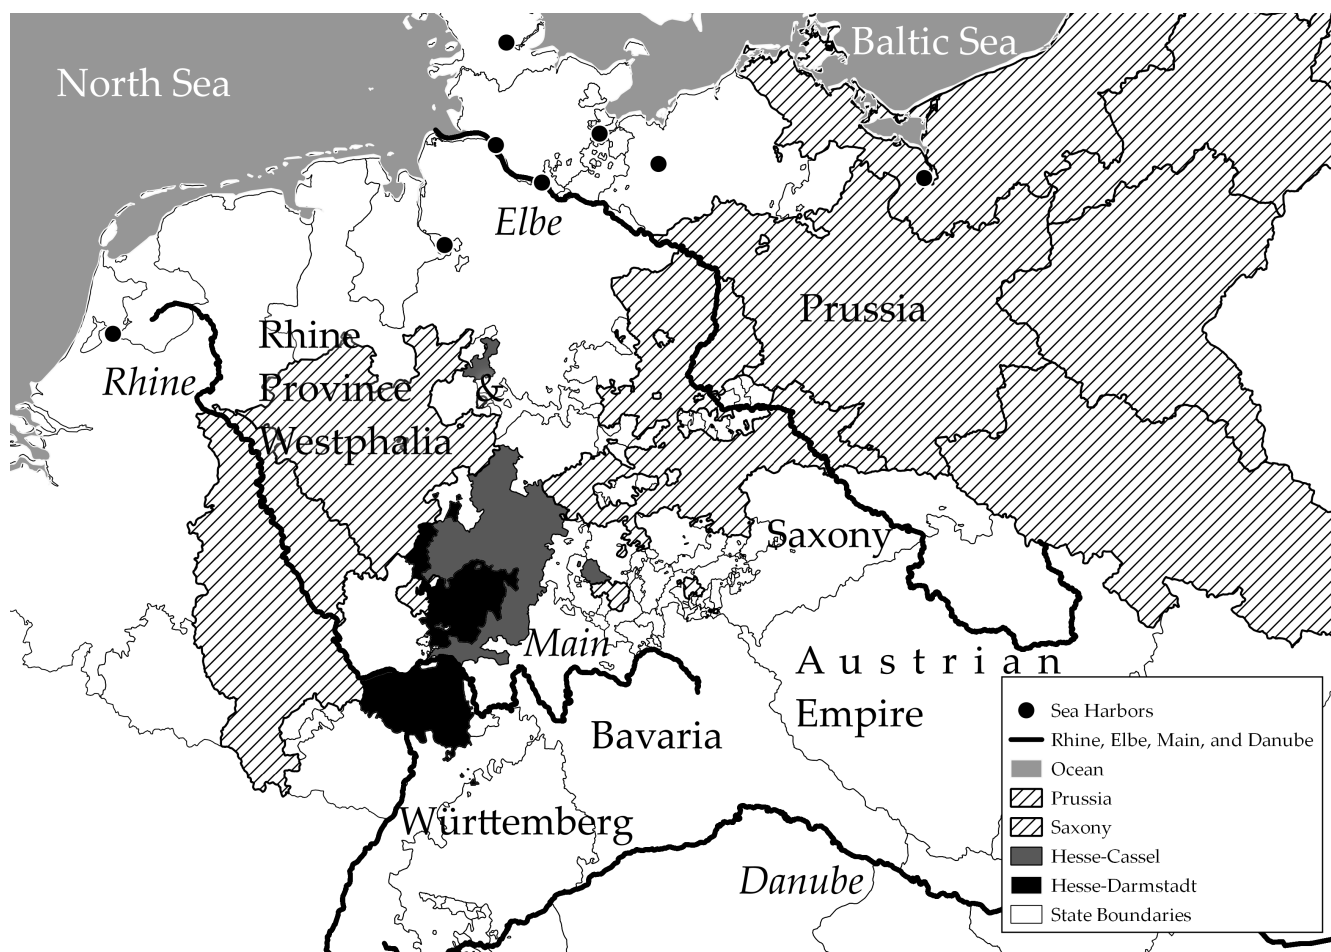 North Sea
Baltic Sea
Elbe
Prussia
Rhine
Rhine
Province &
Westphalia
Saxony
Main
Austrian
Empire
Bavaria
Württemberg
Danube
Sea Harbors
Rhine, Elbe, Main, and Danube
Ocean
Prussia
Saxony
Hesse-Cassel
Hesse-Darmstadt
State Boundaries